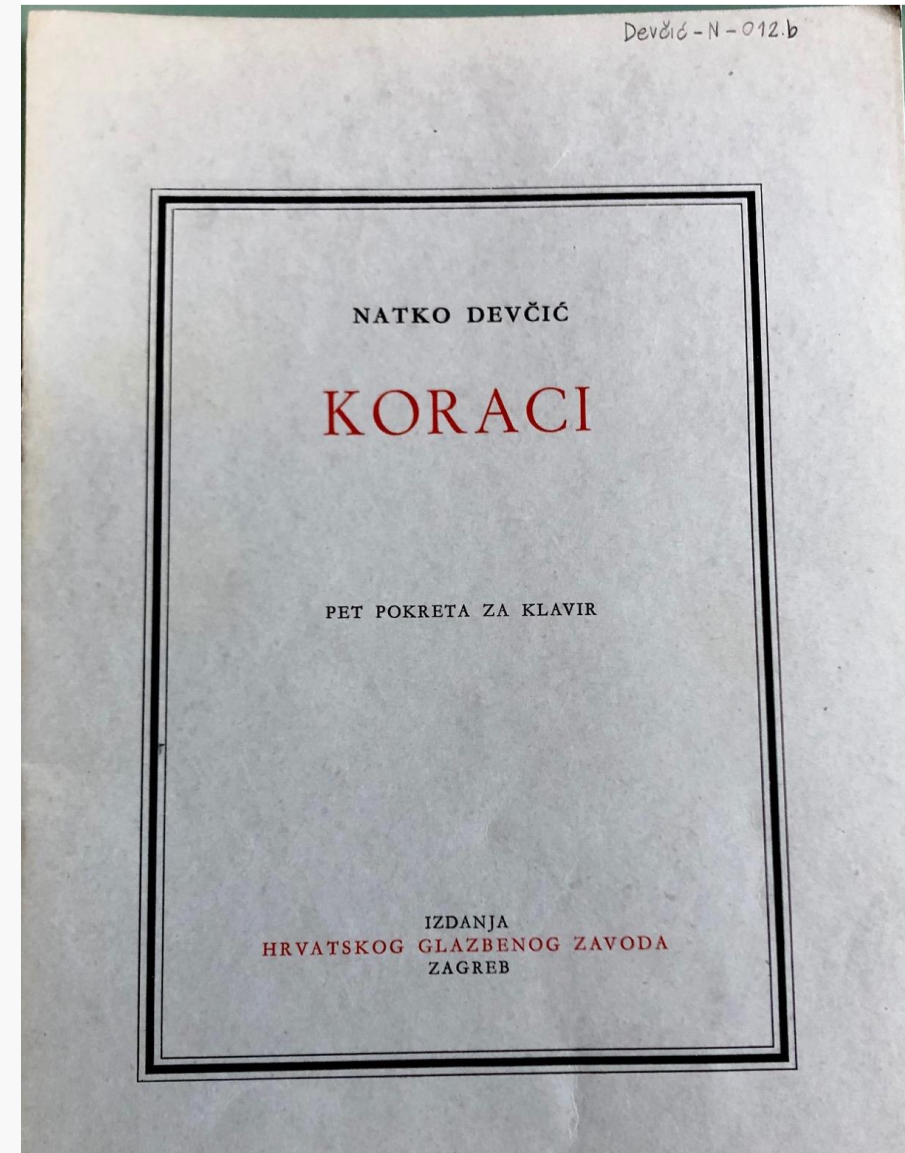 Devčić - N - 012.b
NATKO DEVČIĆ
KORACI
PET POKRETA ZA KLAVIR
IZDANJA
HRVATSKOG GLAZBENOG ZAVODA
ZAGREB